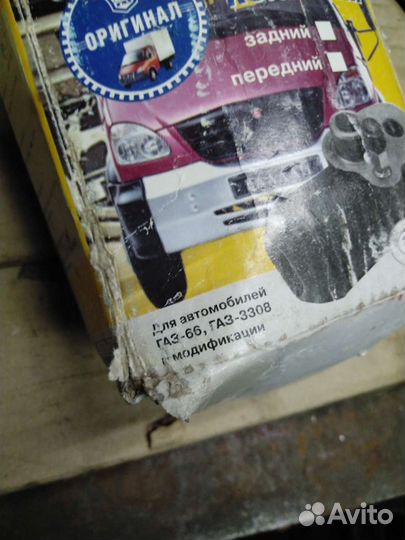 ОРИГИНАЛ
задний
передний
для автомобилей
ГАЗ-66, ГАЗ-3308
и модификации
Avito